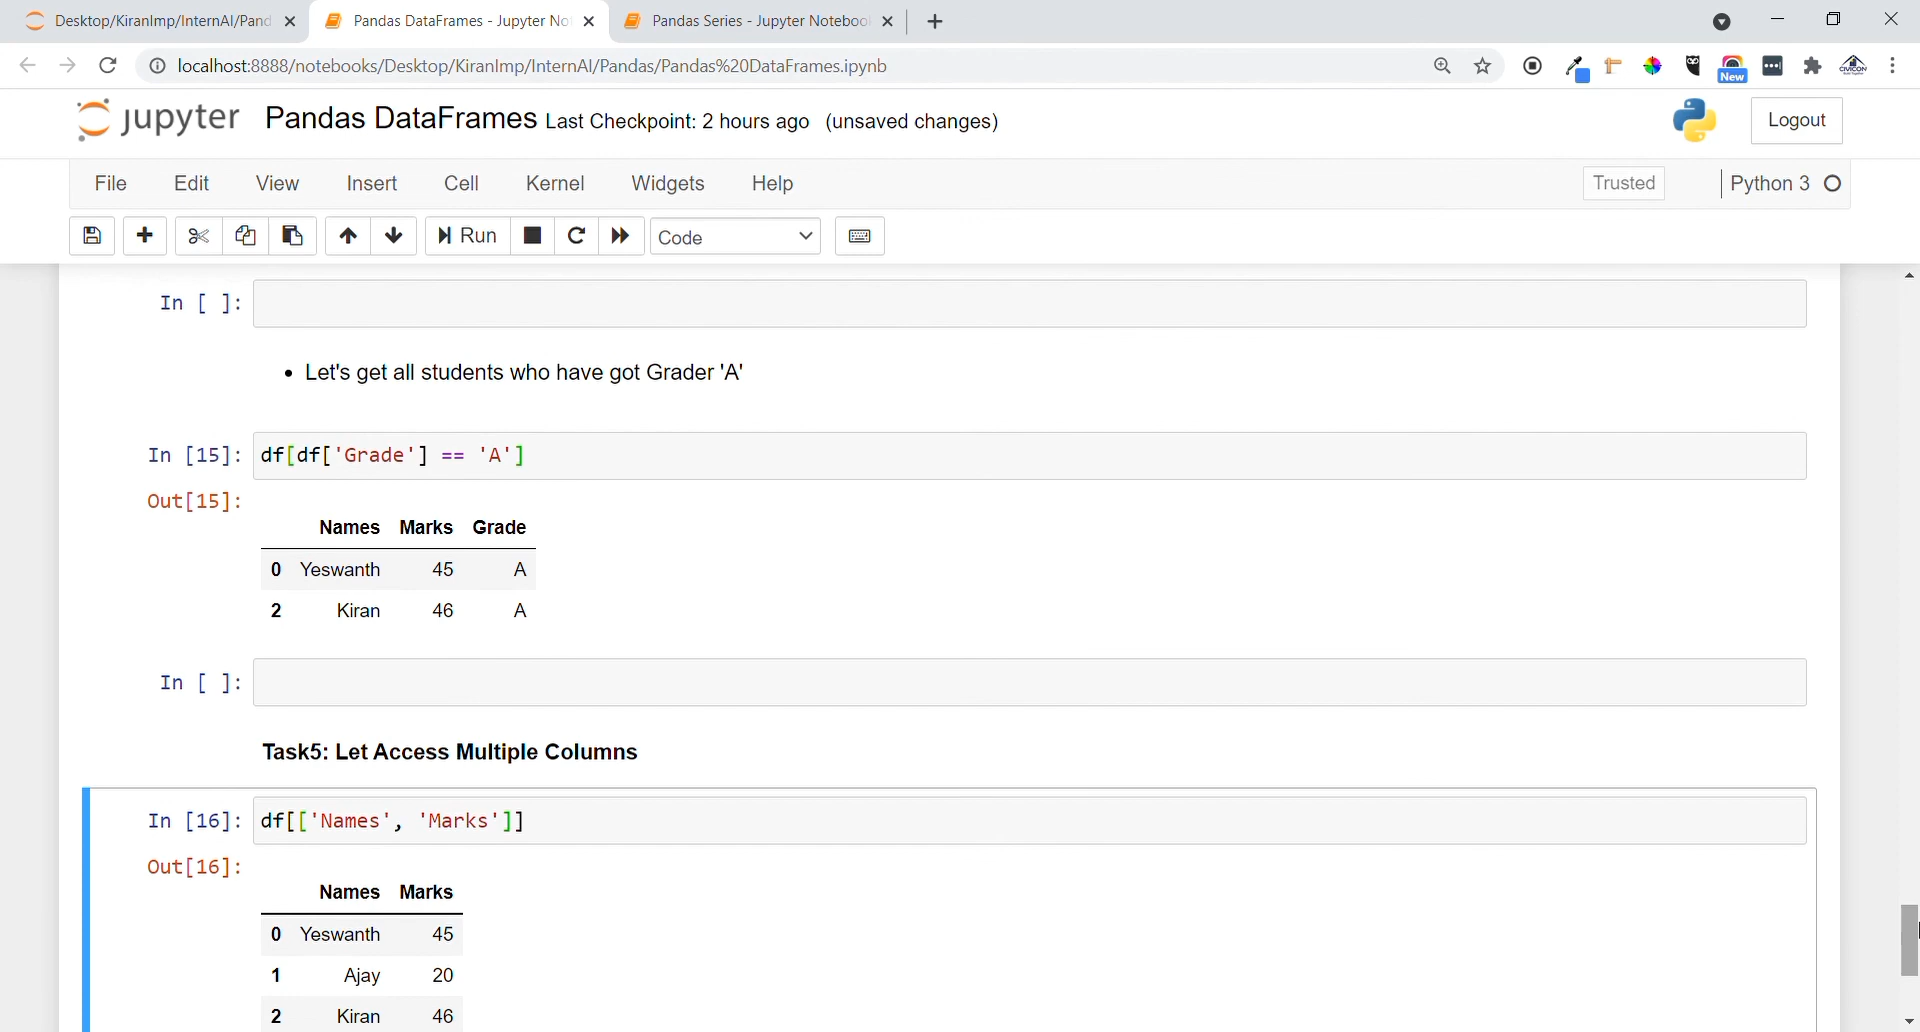 Desktop/KiranImp/InternAI/Pand
Pandas DataFrames - Jupyter No
Pandas Series - Jupyter Noteboo
localhost:8888/notebooks/Desktop/KiranImp/InternAI/Pandas/Pandas%20DataFrames.ipynb
New
CIVICON
jupyter Pandas DataFrames Last Checkpoint: 2 hours ago (unsaved changes)
Logout
File Edit View Insert Cell Kernel Widgets Help Trusted Python 3
Run Code
In [ ]:
• Let's get all students who have got Grader 'A'
In [15]: df[df['Grade'] == 'A']
Out[15]:
Names Marks Grade
0 Yeswanth 45 A
2 Kiran 46 A
In [ ]:
Task5: Let Access Multiple Columns
In [16]: df[['Names', 'Marks']]
Out[16]:
Names Marks
0 Yeswanth 45
1 Ajay 20
2 Kiran 46